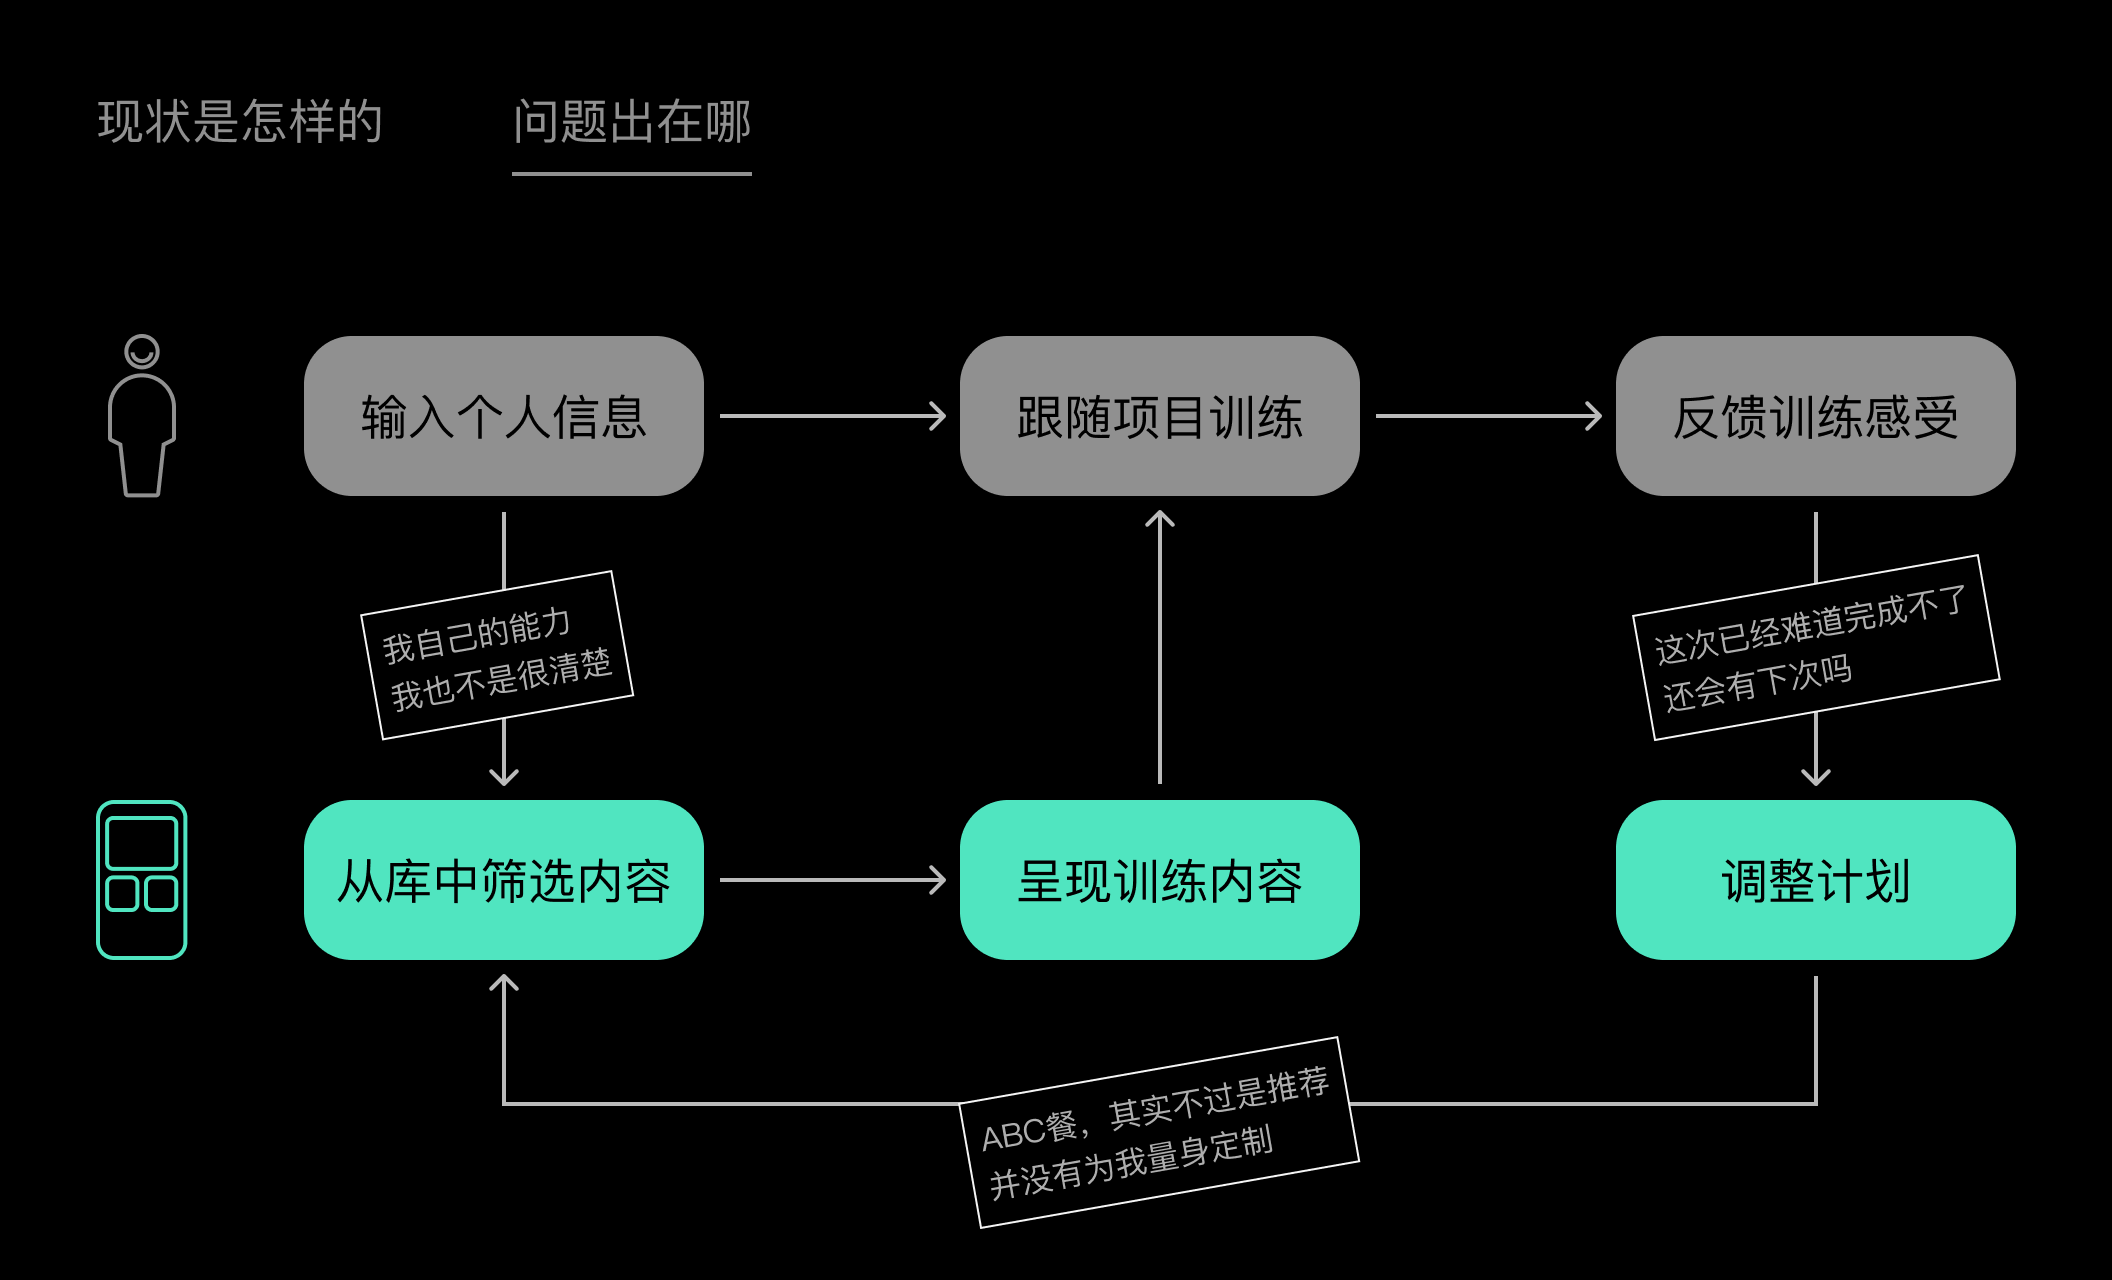 现状是怎样的
问题出在哪
输入个人信息
跟随项目训练
反馈训练感受
我自己的能力
我也不是很清楚
这次已经难道完成不了
还会有下次吗
从库中筛选内容
呈现训练内容
调整计划
ABC餐，其实不过是推荐
并没有为我量身定制